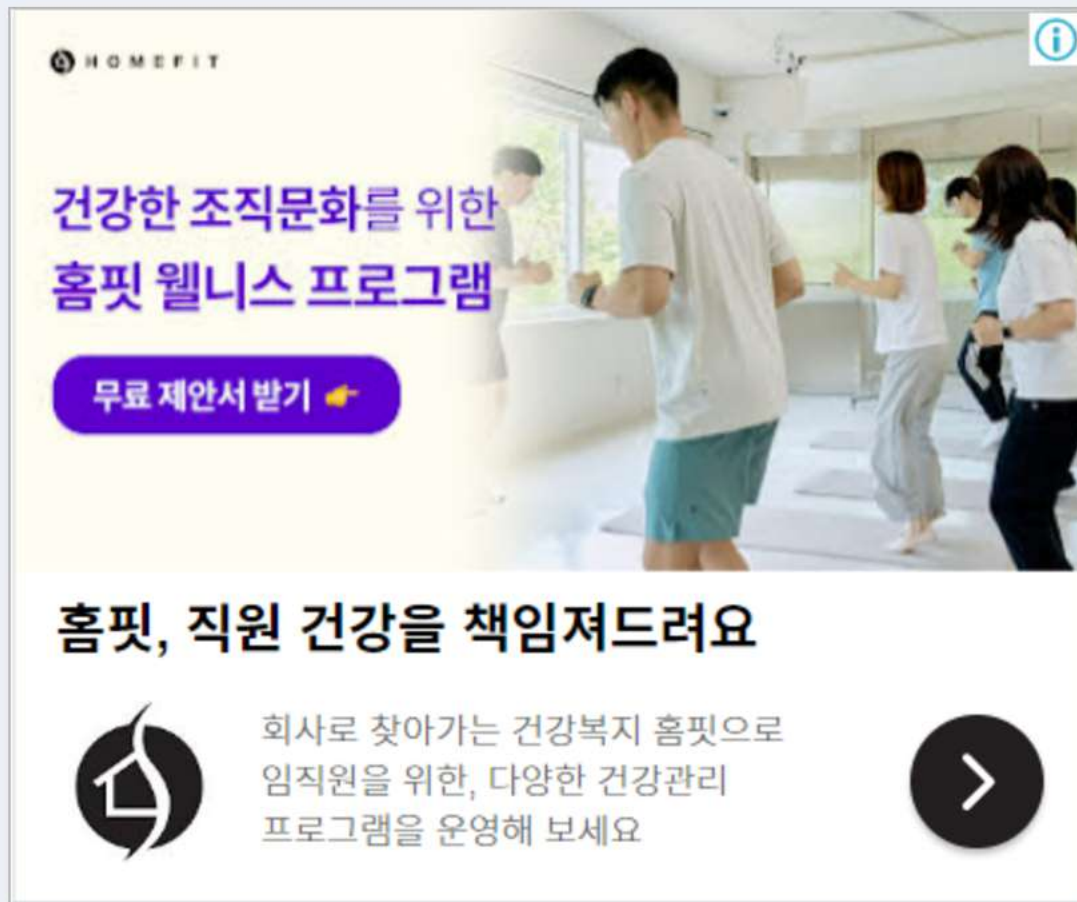 HOMEFIT
건강한 조직문화를 위한
홈핏 웰니스 프로그램
무료 제안서 받기 👉
홈핏, 직원 건강을 책임져드려요
회사로 찾아가는 건강복지 홈핏으로
임직원을 위한, 다양한 건강관리
프로그램을 운영해 보세요